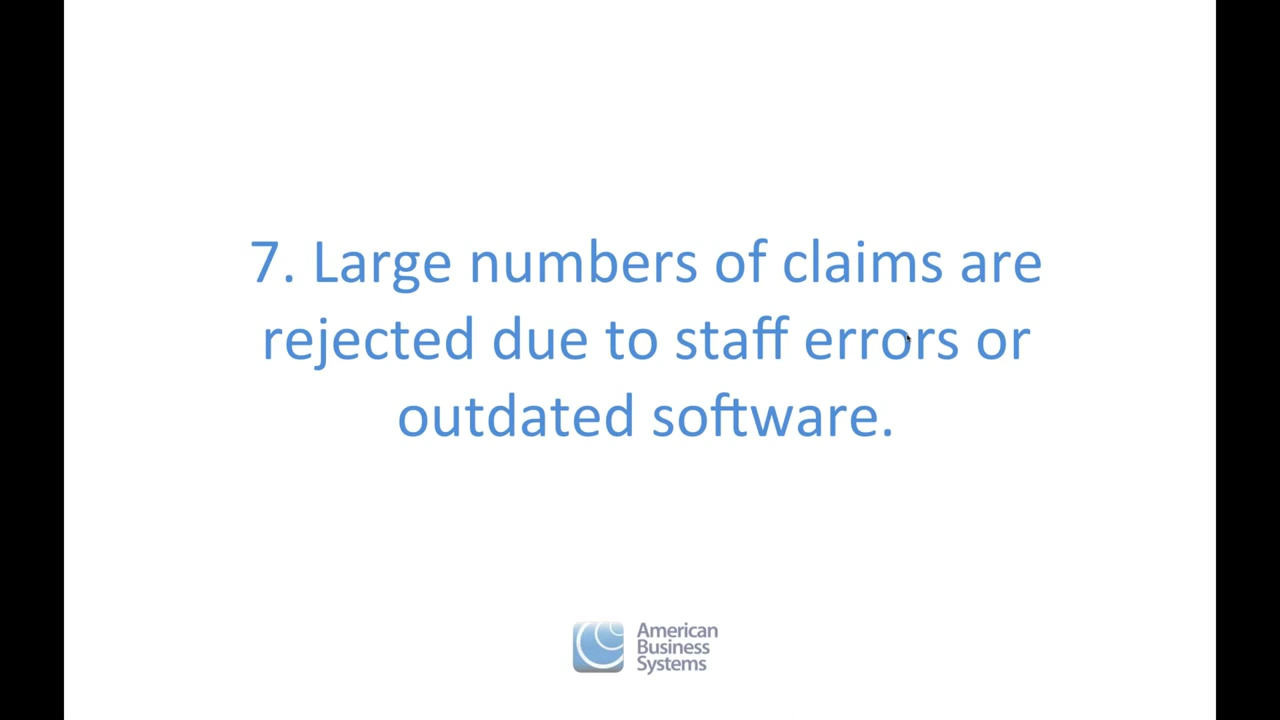 7. Large numbers of claims are
rejected due to staff errors or
outdated software.
American
Business
Systems